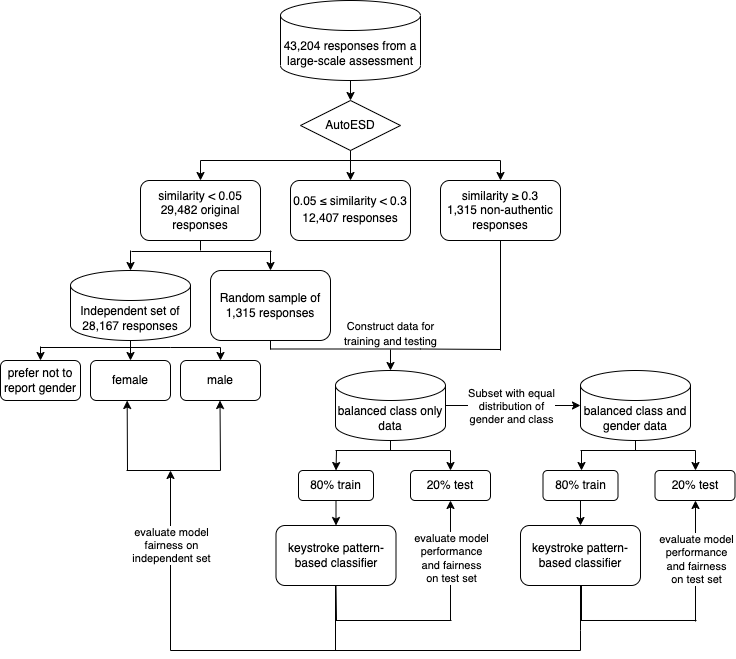 43,204 responses from a
large-scale assessment
AutoESD
similarity < 0.05
29,482 original
responses
0.05 ≤ similarity < 0.3
12,407 responses
similarity ≥ 0.3
1,315 non-authentic
responses
Independent set of
28,167 responses
Random sample of
1,315 responses
Construct data for
training and testing
prefer not to
report gender
female
male
balanced class only
data
Subset with equal
distribution of
gender and class
balanced class and
gender data
80% train
20% test
80% train
20% test
evaluate model
fairness on
independent set
keystroke pattern-
based classifier
evaluate model
performance
and fairness
on test set
keystroke pattern-
based classifier
evaluate model
performance
and fairness
on test set